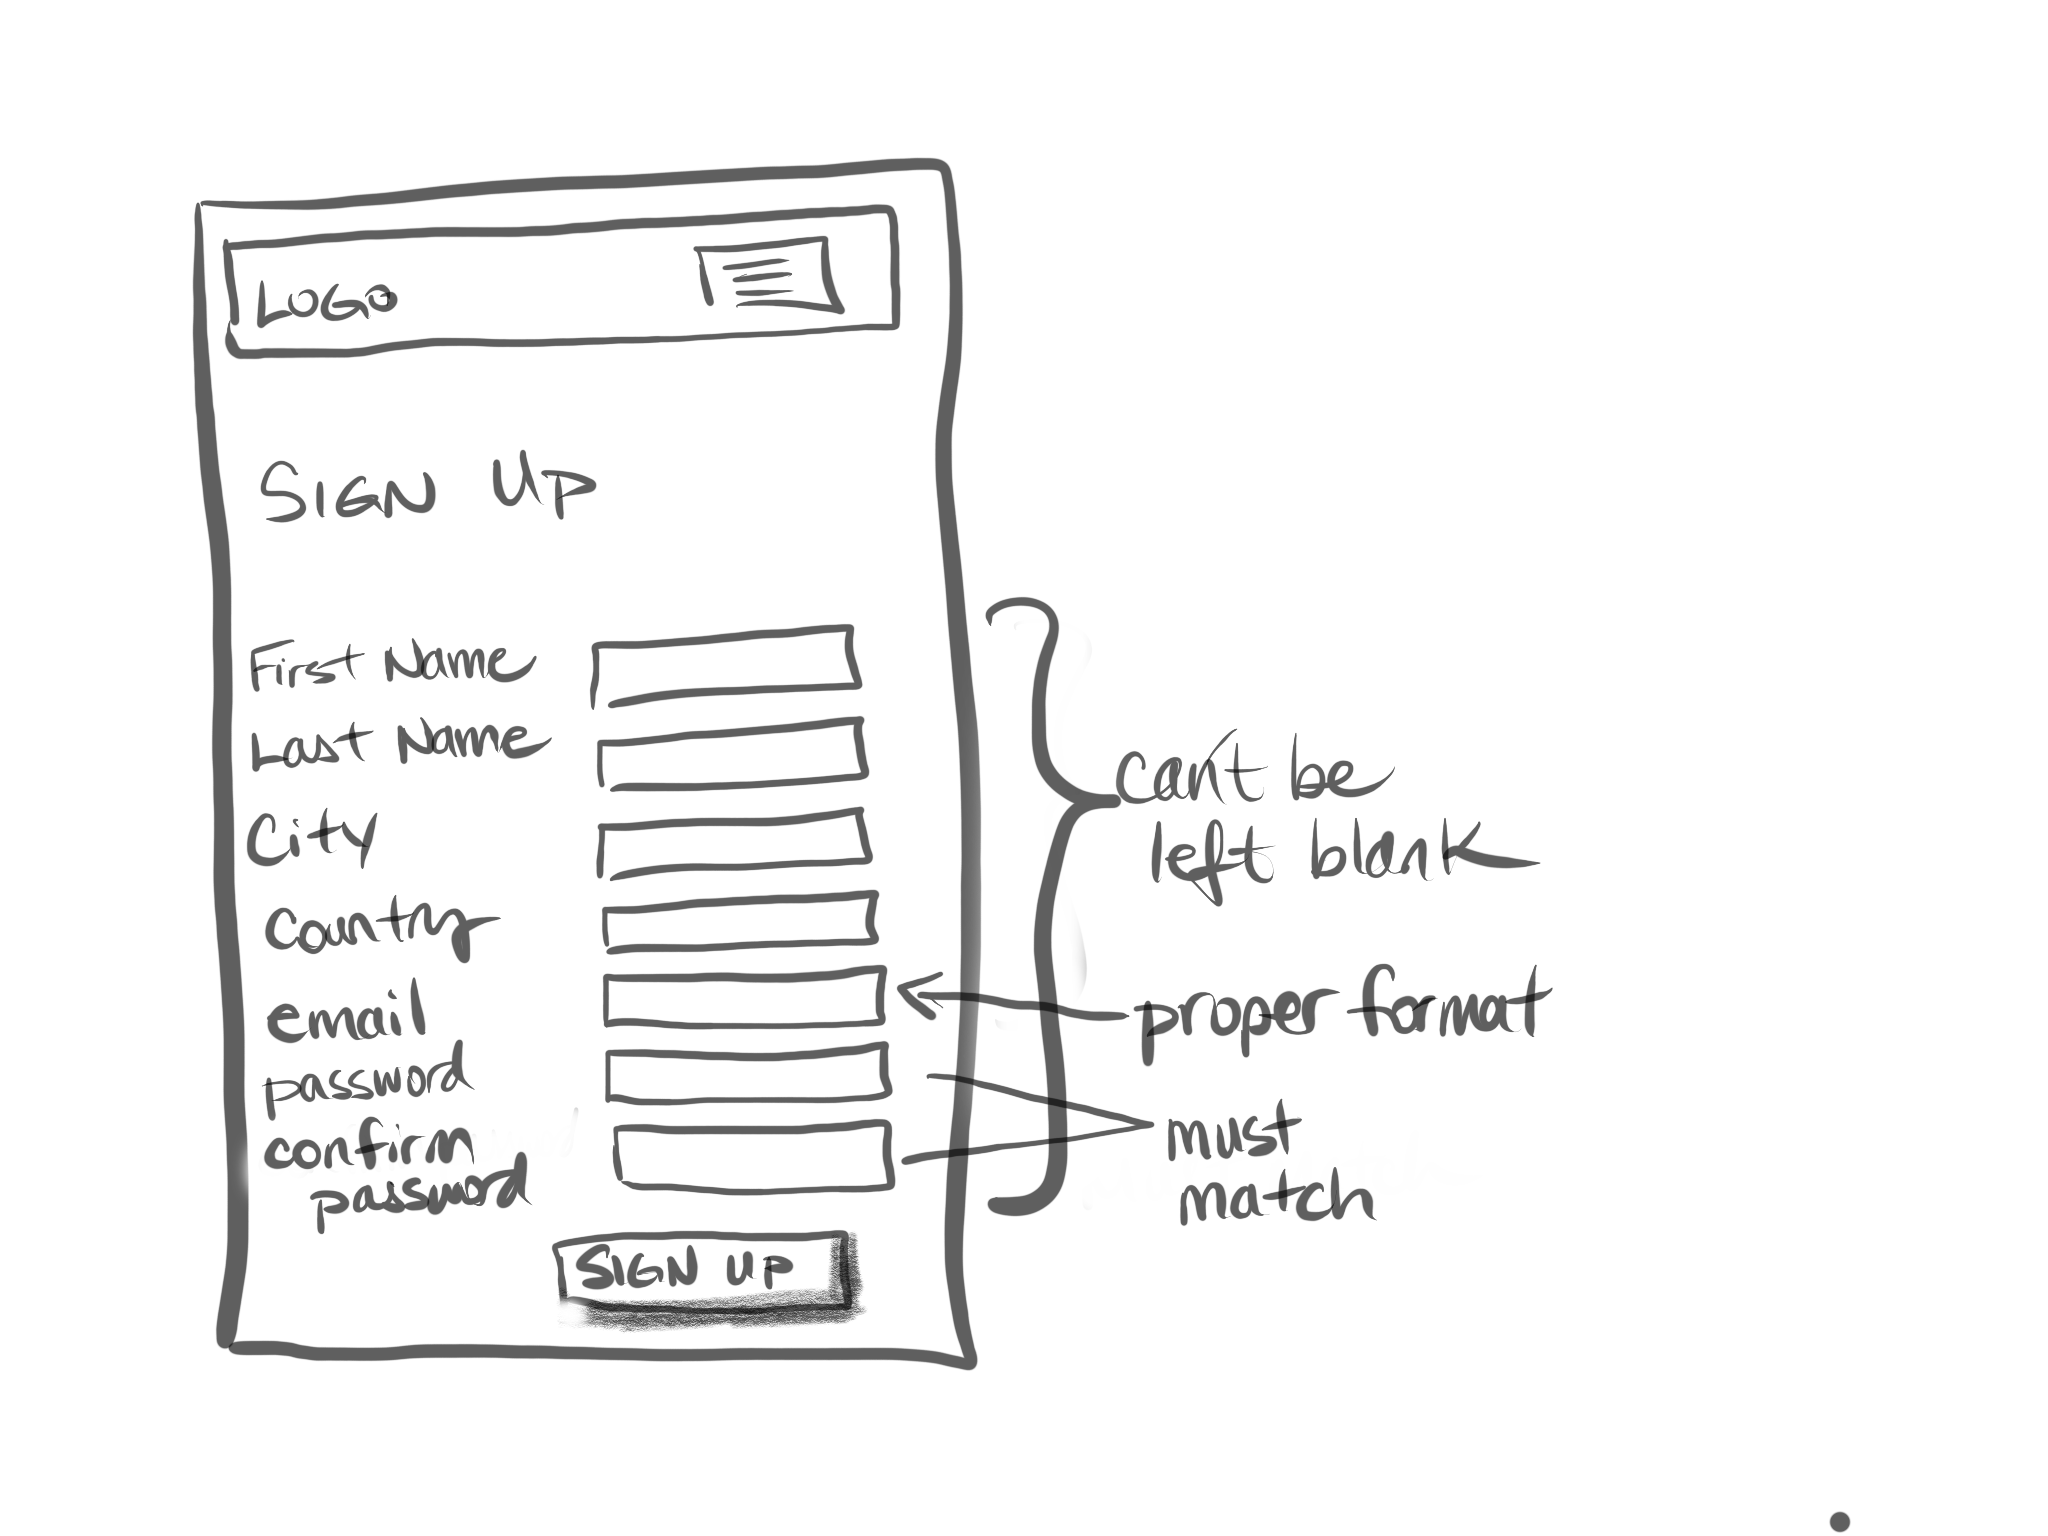 LOGO
SIGN UP
First Name
Last Name
City
Country
email
password
confirm
password
SIGN UP
can't be
left blank
proper format
must
match